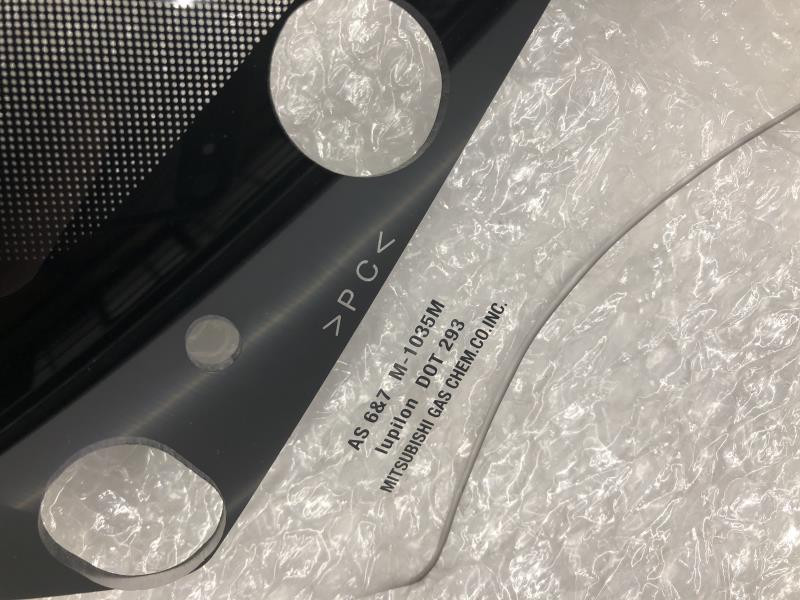 >PC<
AS 6&7 M-1035M
Iupilon DOT 293
MITSUBISHI GAS CHEM.CO.INC.